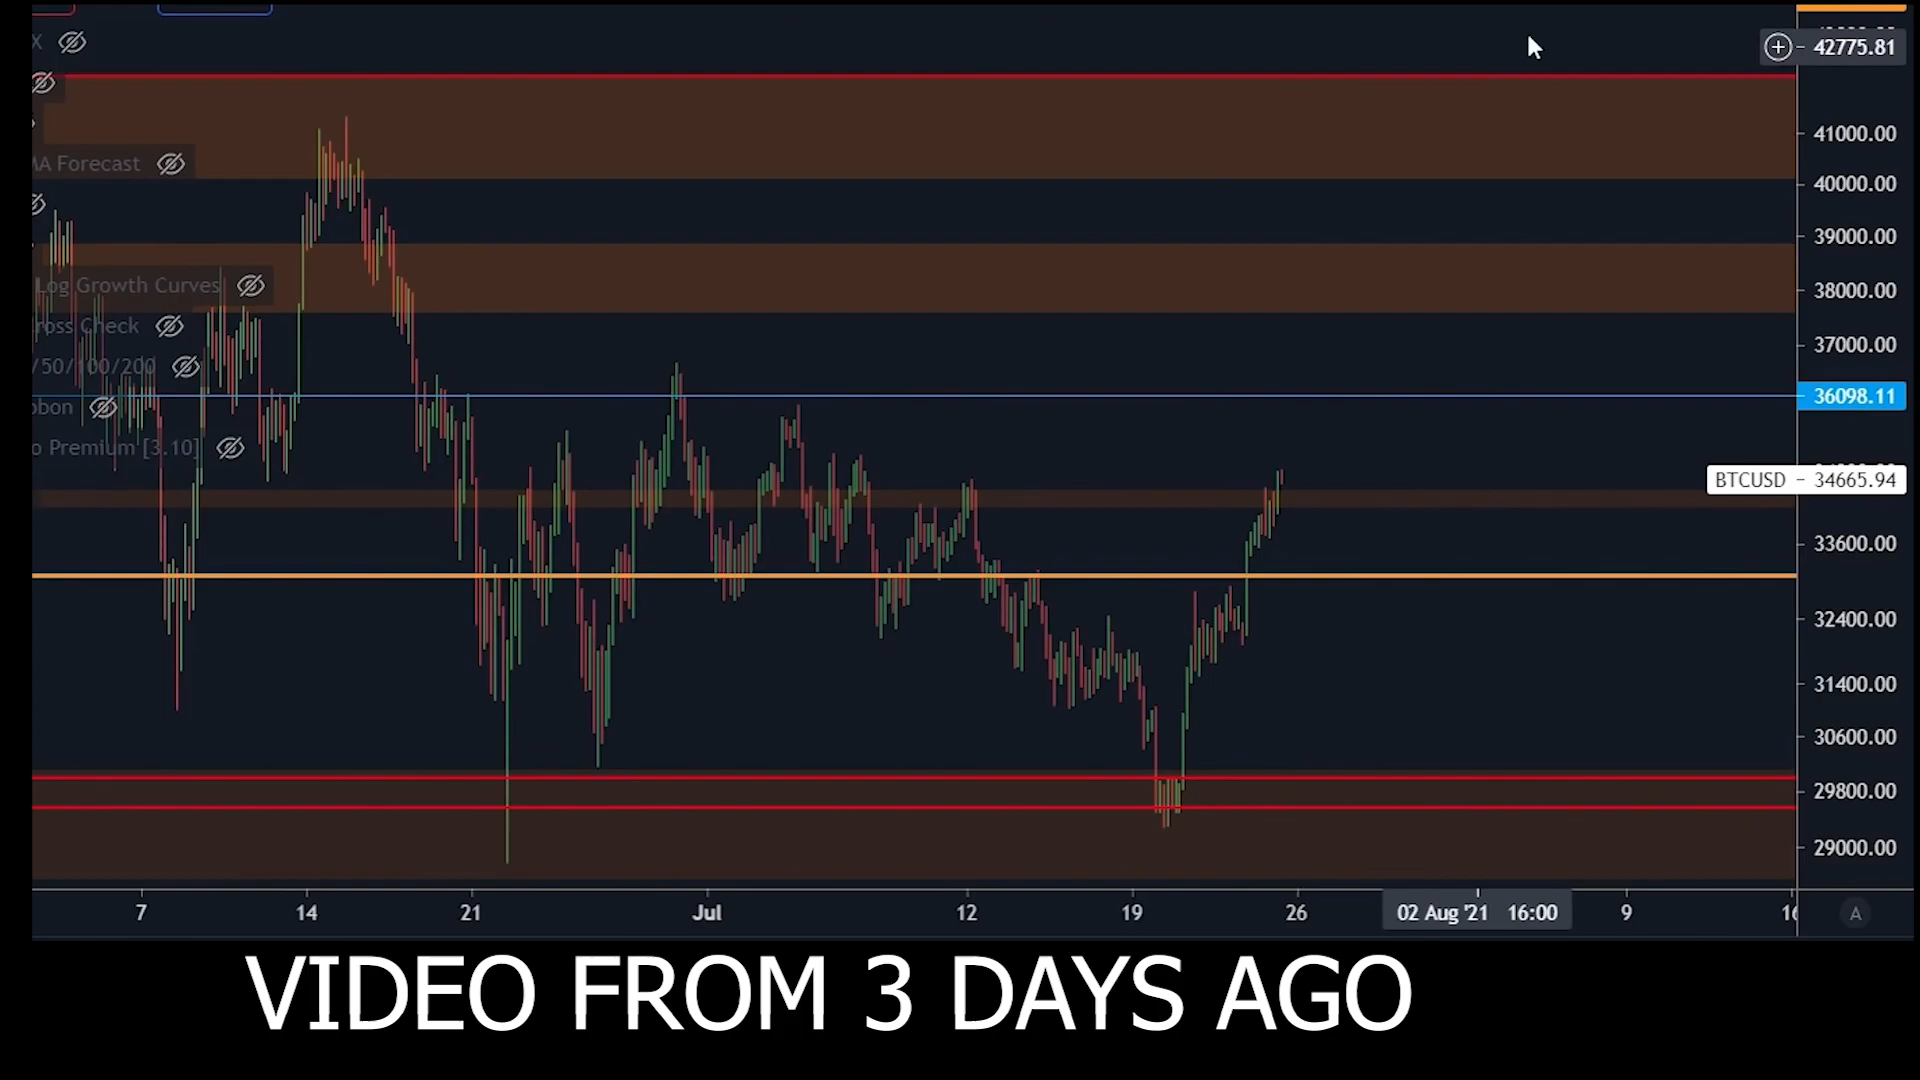 X
42775.81
41000.00
MA Forecast
40000.00
39000.00
Log Growth Curves
38000.00
ross Check
37000.00
/50/100/200
36098.11
bbon
o Premium [3.10]
BTCUSD - 34665.94
33600.00
32400.00
31400.00
30600.00
29800.00
29000.00
7 14 21 Jul 12 19 26 02 Aug '21 16:00 9 16 A
VIDEO FROM 3 DAYS AGO